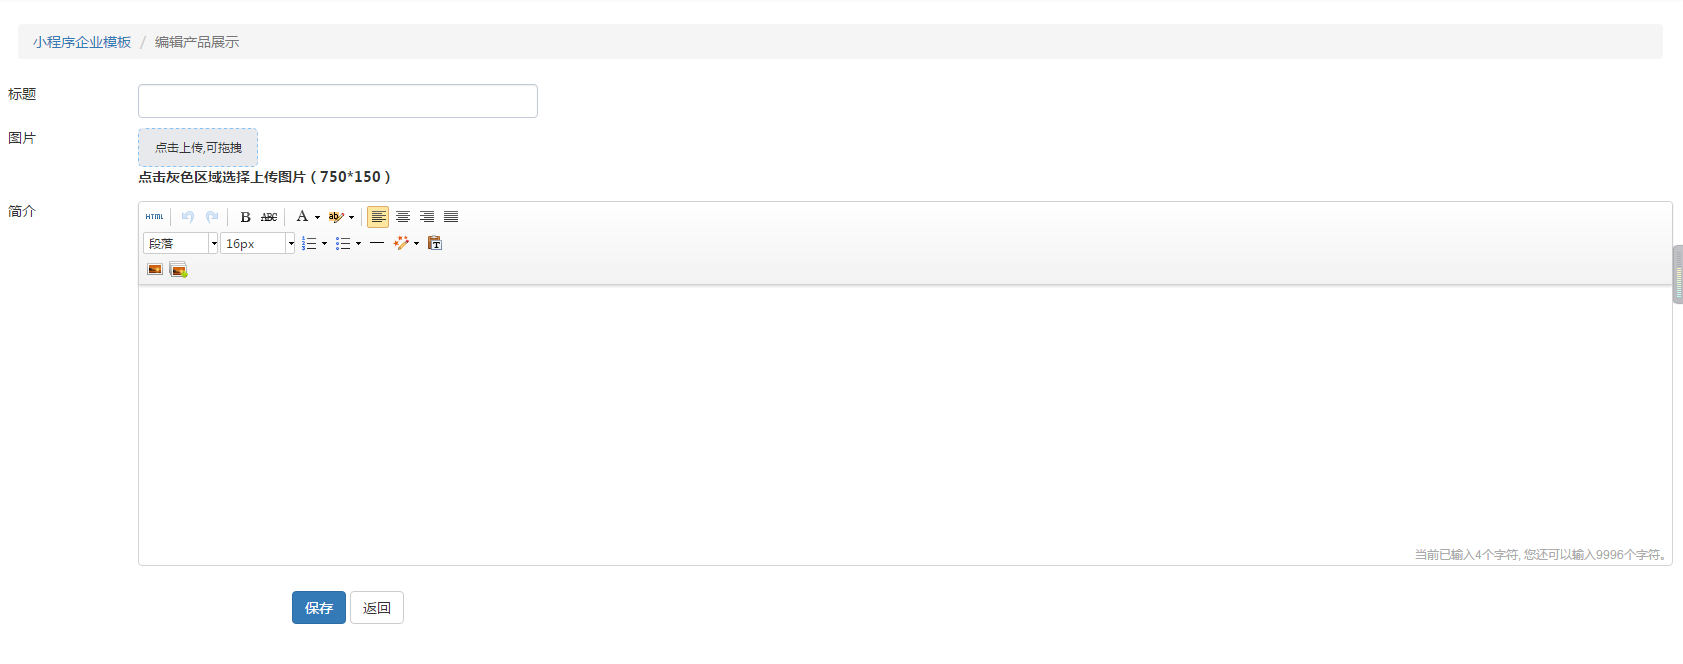 小程序企业模板 / 编辑产品展示
标题
图片
点击上传,可拖拽
点击灰色区域选择上传图片（750*150）
简介
HTML B ABC A ab
段落 16px
当前已输入4个字符, 您还可以输入9996个字符。
保存 返回